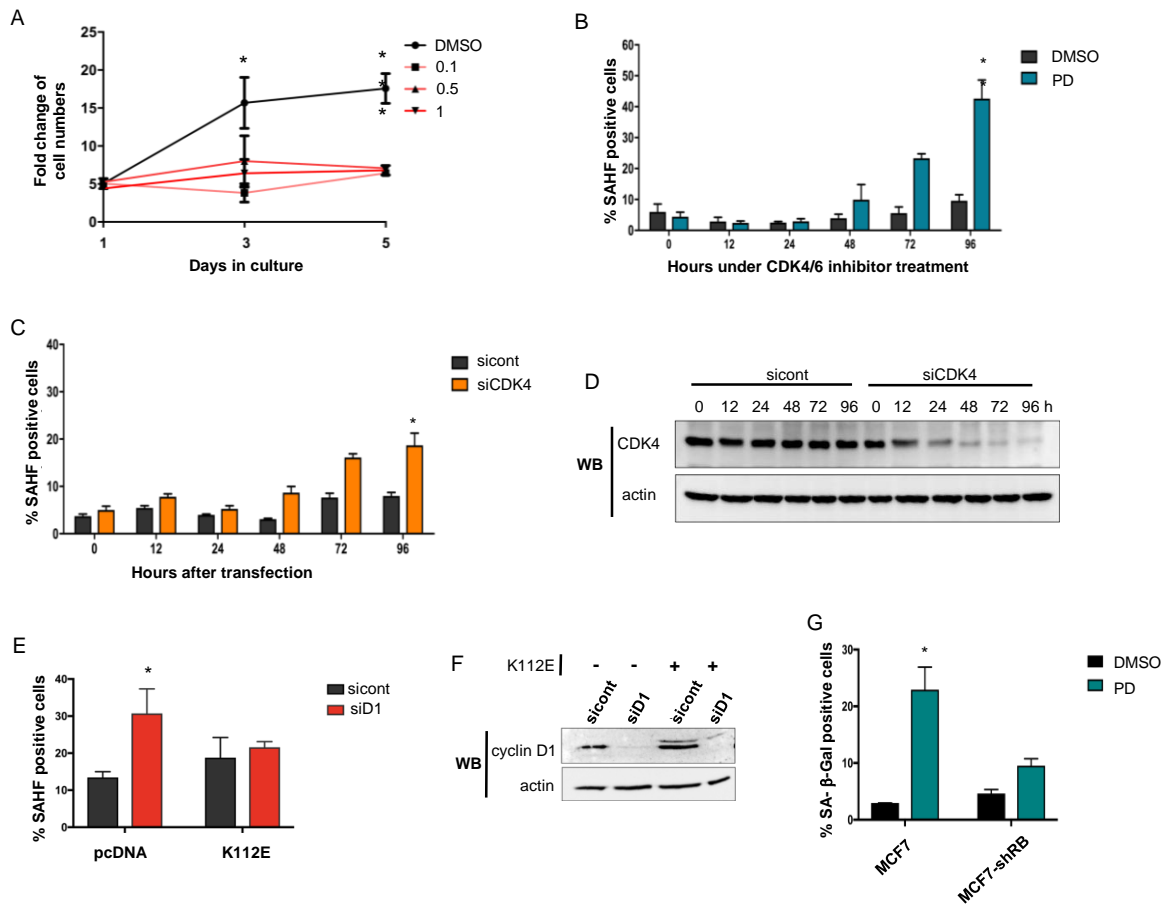 A
25
20
15
10
5
0
1
3
5
Fold change of
cell numbers
Days in culture
*
*
*
*
DMSO
0.1
0.5
1
B
60
50
40
30
20
10
0
0
12
24
48
72
96
% SAHF positive cells
Hours under CDK4/6 inhibitor treatment
*
*
DMSO
PD
C
40
30
20
10
0
0
12
24
48
72
96
% SAHF positive cells
Hours after transfection
*
sicont
siCDK4
D
sicont siCDK4
0 12 24 48 72 96 0 12 24 48 72 96 h
WB
CDK4
actin
E
40
30
20
10
0
% SAHF positive cells
*
pcDNA
K112E
sicont
siD1
F
K112E - - + +
sicont siD1 sicont siD1
WB
cyclin D1
actin
G
30
20
10
0
% SA- β-Gal positive cells
*
MCF7
MCF7-shRB
DMSO
PD